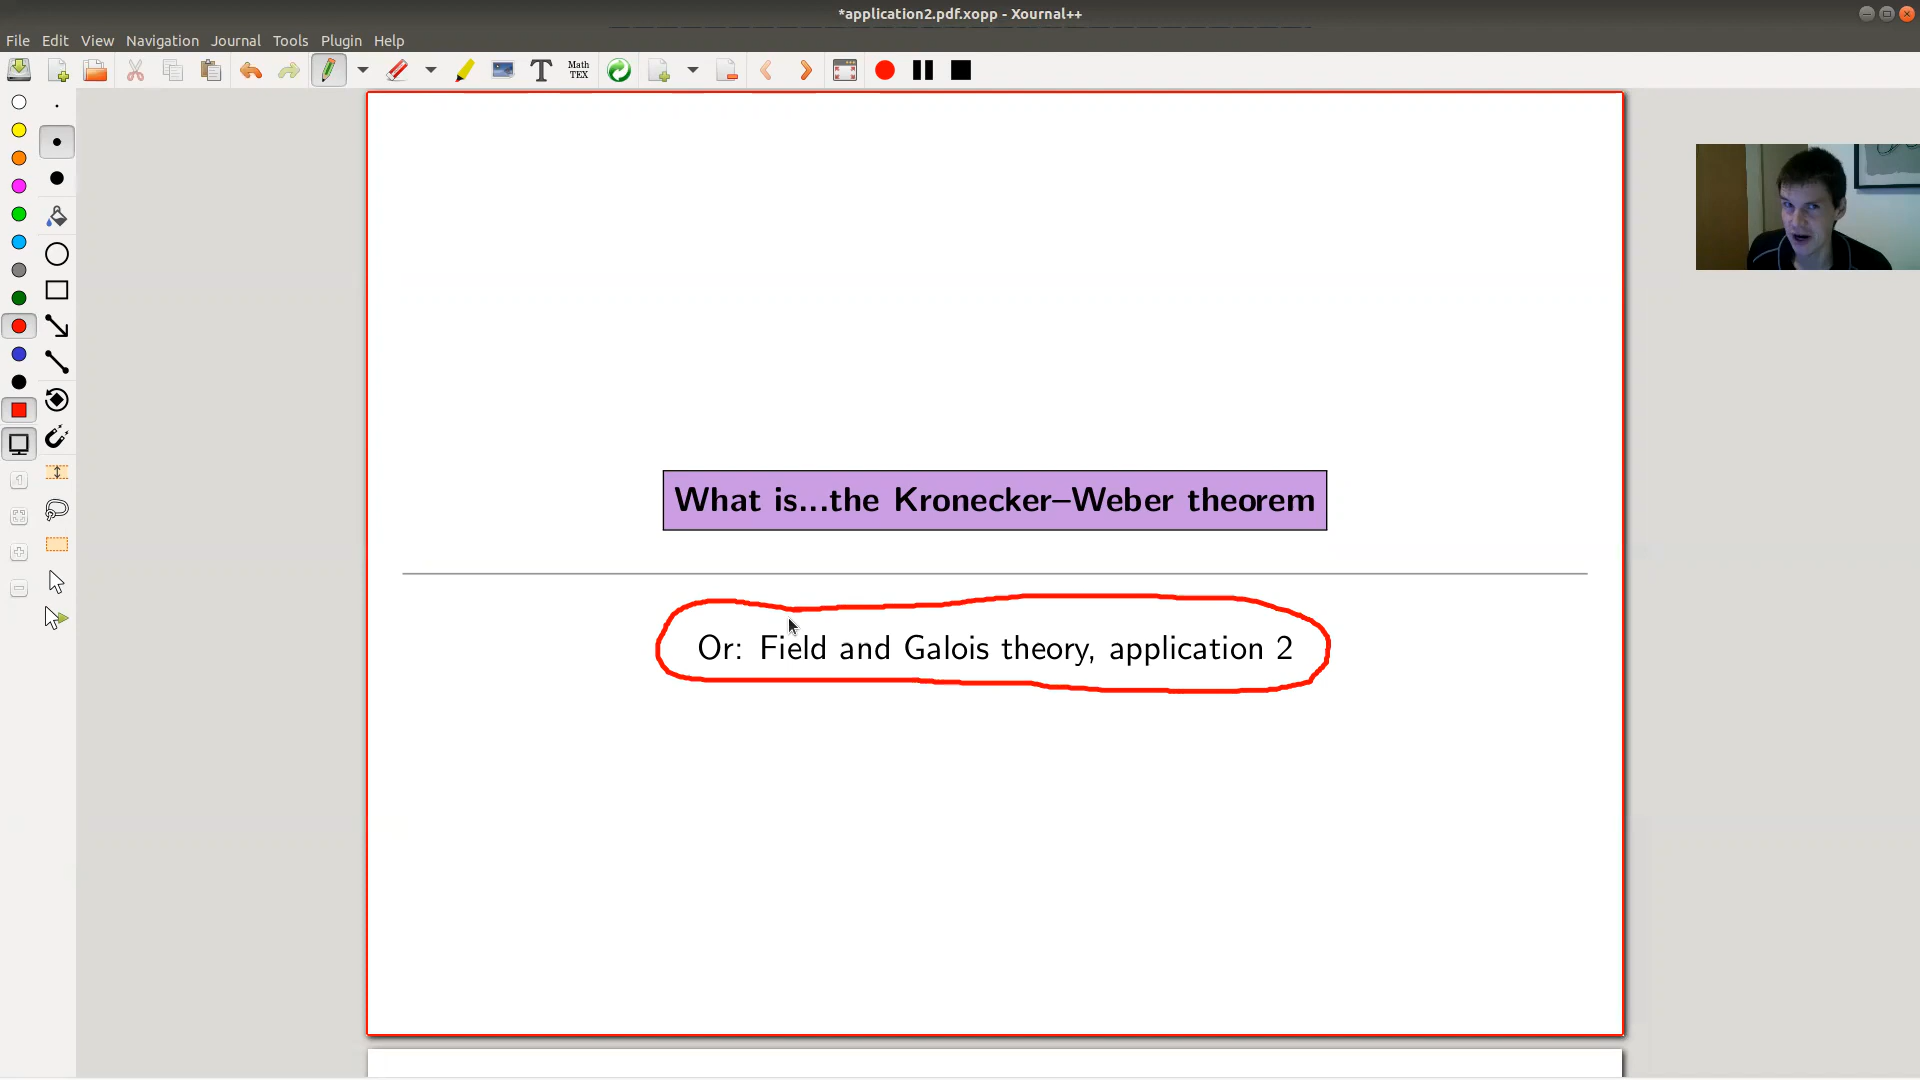 *application2.pdf.xopp - Xournal++
File Edit View Navigation Journal Tools Plugin Help
Math
TEX
What is...the Kronecker–Weber theorem
Or: Field and Galois theory, application 2